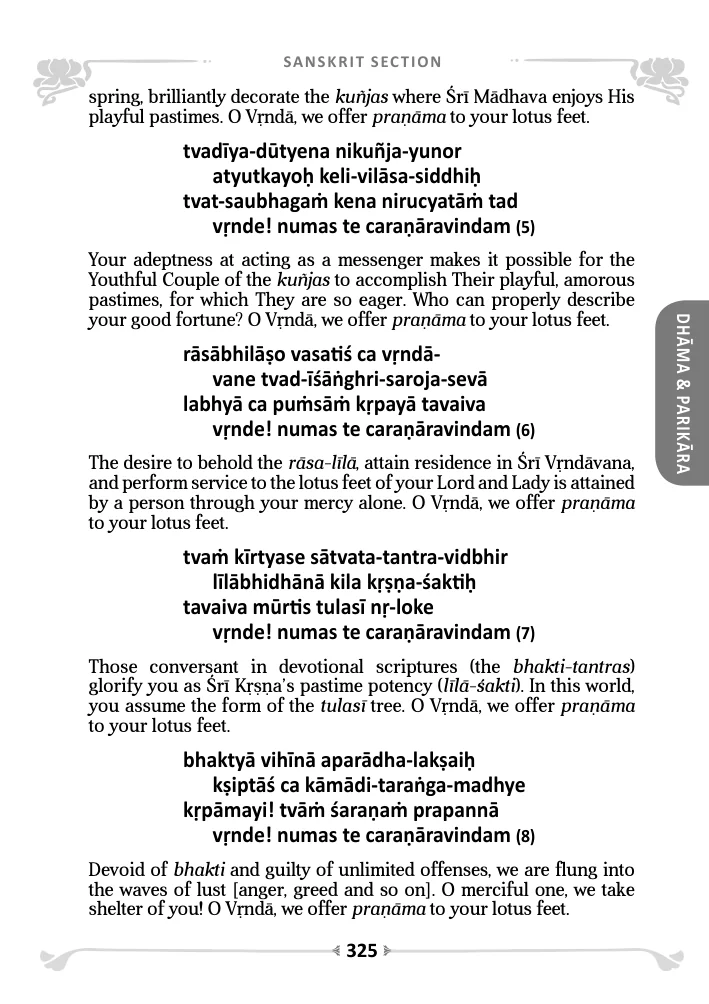 SANSKRIT SECTION
spring, brilliantly decorate the kuñjas where Śrī Mādhava enjoys His
playful pastimes. O Vṛndā, we offer praṇāma to your lotus feet.
tvadīya-dūtyena nikuñja-yunor
atyutkayoḥ keli-vilāsa-siddhiḥ
tvat-saubhagaṁ kena nirucyatāṁ tad
vṛnde! numas te caraṇāravindam (5)
Your adeptness at acting as a messenger makes it possible for the
Youthful Couple of the kuñjas to accomplish Their playful, amorous
pastimes, for which They are so eager. Who can properly describe
your good fortune? O Vṛndā, we offer praṇāma to your lotus feet.
rāsābhilāṣo vasatiś ca vṛndā-
vane tvad-īśāṅghri-saroja-sevā
labhyā ca puṁsāṁ kṛpayā tavaiva
vṛnde! numas te caraṇāravindam (6)
The desire to behold the rāsa-līlā, attain residence in Śrī Vṛndāvana,
and perform service to the lotus feet of your Lord and Lady is attained
by a person through your mercy alone. O Vṛndā, we offer praṇāma
to your lotus feet.
tvaṁ kīrtyase sātvata-tantra-vidbhir
līlābhidhānā kila kṛṣṇa-śaktiḥ
tavaiva mūrtis tulasī nṛ-loke
vṛnde! numas te caraṇāravindam (7)
Those conversant in devotional scriptures (the bhakti-tantras)
glorify you as Śrī Kṛṣṇa’s pastime potency (līlā-śakti). In this world,
you assume the form of the tulasī tree. O Vṛndā, we offer praṇāma
to your lotus feet.
bhaktyā vihīnā aparādha-lakṣaiḥ
kṣiptāś ca kāmādi-taraṅga-madhye
kṛpāmayi! tvāṁ śaraṇaṁ prapannā
vṛnde! numas te caraṇāravindam (8)
Devoid of bhakti and guilty of unlimited offenses, we are flung into
the waves of lust [anger, greed and so on]. O merciful one, we take
shelter of you! O Vṛndā, we offer praṇāma to your lotus feet.
DHĀMA & PARIKĀRA
325